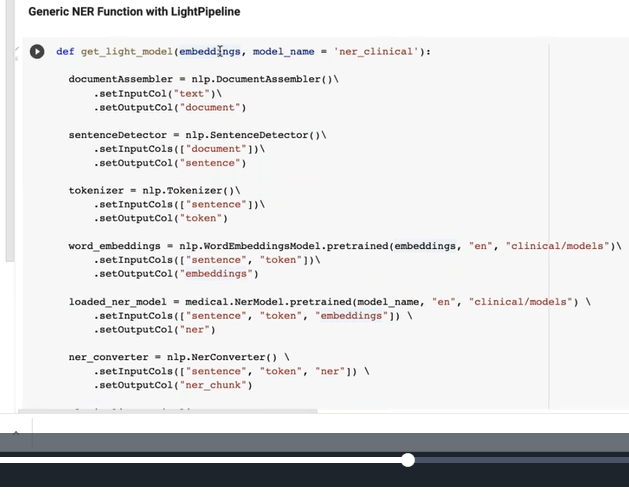 Generic NER Function with LightPipeline
def get_light_model(embeddings, model_name = 'ner_clinical'):
documentAssembler = nlp.DocumentAssembler()\
.setInputCol("text")\
.setOutputCol("document")
sentenceDetector = nlp.SentenceDetector()\
.setInputCols(["document"])\
.setOutputCol("sentence")
tokenizer = nlp.Tokenizer()\
.setInputCols(["sentence"])\
.setOutputCol("token")
word_embeddings = nlp.WordEmbeddingsModel.pretrained(embeddings, "en", "clinical/models")\
.setInputCols(["sentence", "token"])\
.setOutputCol("embeddings")
loaded_ner_model = medical.NerModel.pretrained(model_name, "en", "clinical/models") \
.setInputCols(["sentence", "token", "embeddings"]) \
.setOutputCol("ner")
ner_converter = nlp.NerConverter() \
.setInputCols(["sentence", "token", "ner"]) \
.setOutputCol("ner_chunk")